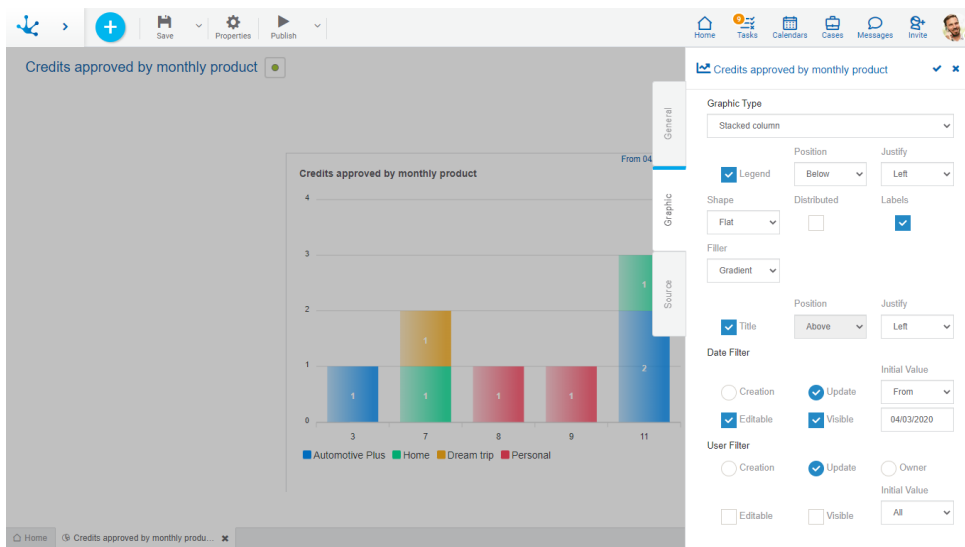 Save
Properties
Publish
Home
9
Tasks
Calendars
Cases
Messages
Invite
Credits approved by monthly product
From 04
Credits approved by monthly product
4
3
2
1
0
1
1
1
1
1
2
1
3
7
8
9
11
Automotive Plus
Home
Dream trip
Personal
General
Graphic
Source
Credits approved by monthly product
Graphic Type
Stacked column
Position
Justify
Legend
Below
Left
Shape
Distributed
Labels
Flat
Filler
Gradient
Position
Justify
Title
Above
Left
Date Filter
Initial Value
Creation
Update
From
Editable
Visible
04/03/2020
User Filter
Creation
Update
Owner
Initial Value
Editable
Visible
All
Home
Credits approved by monthly produ...